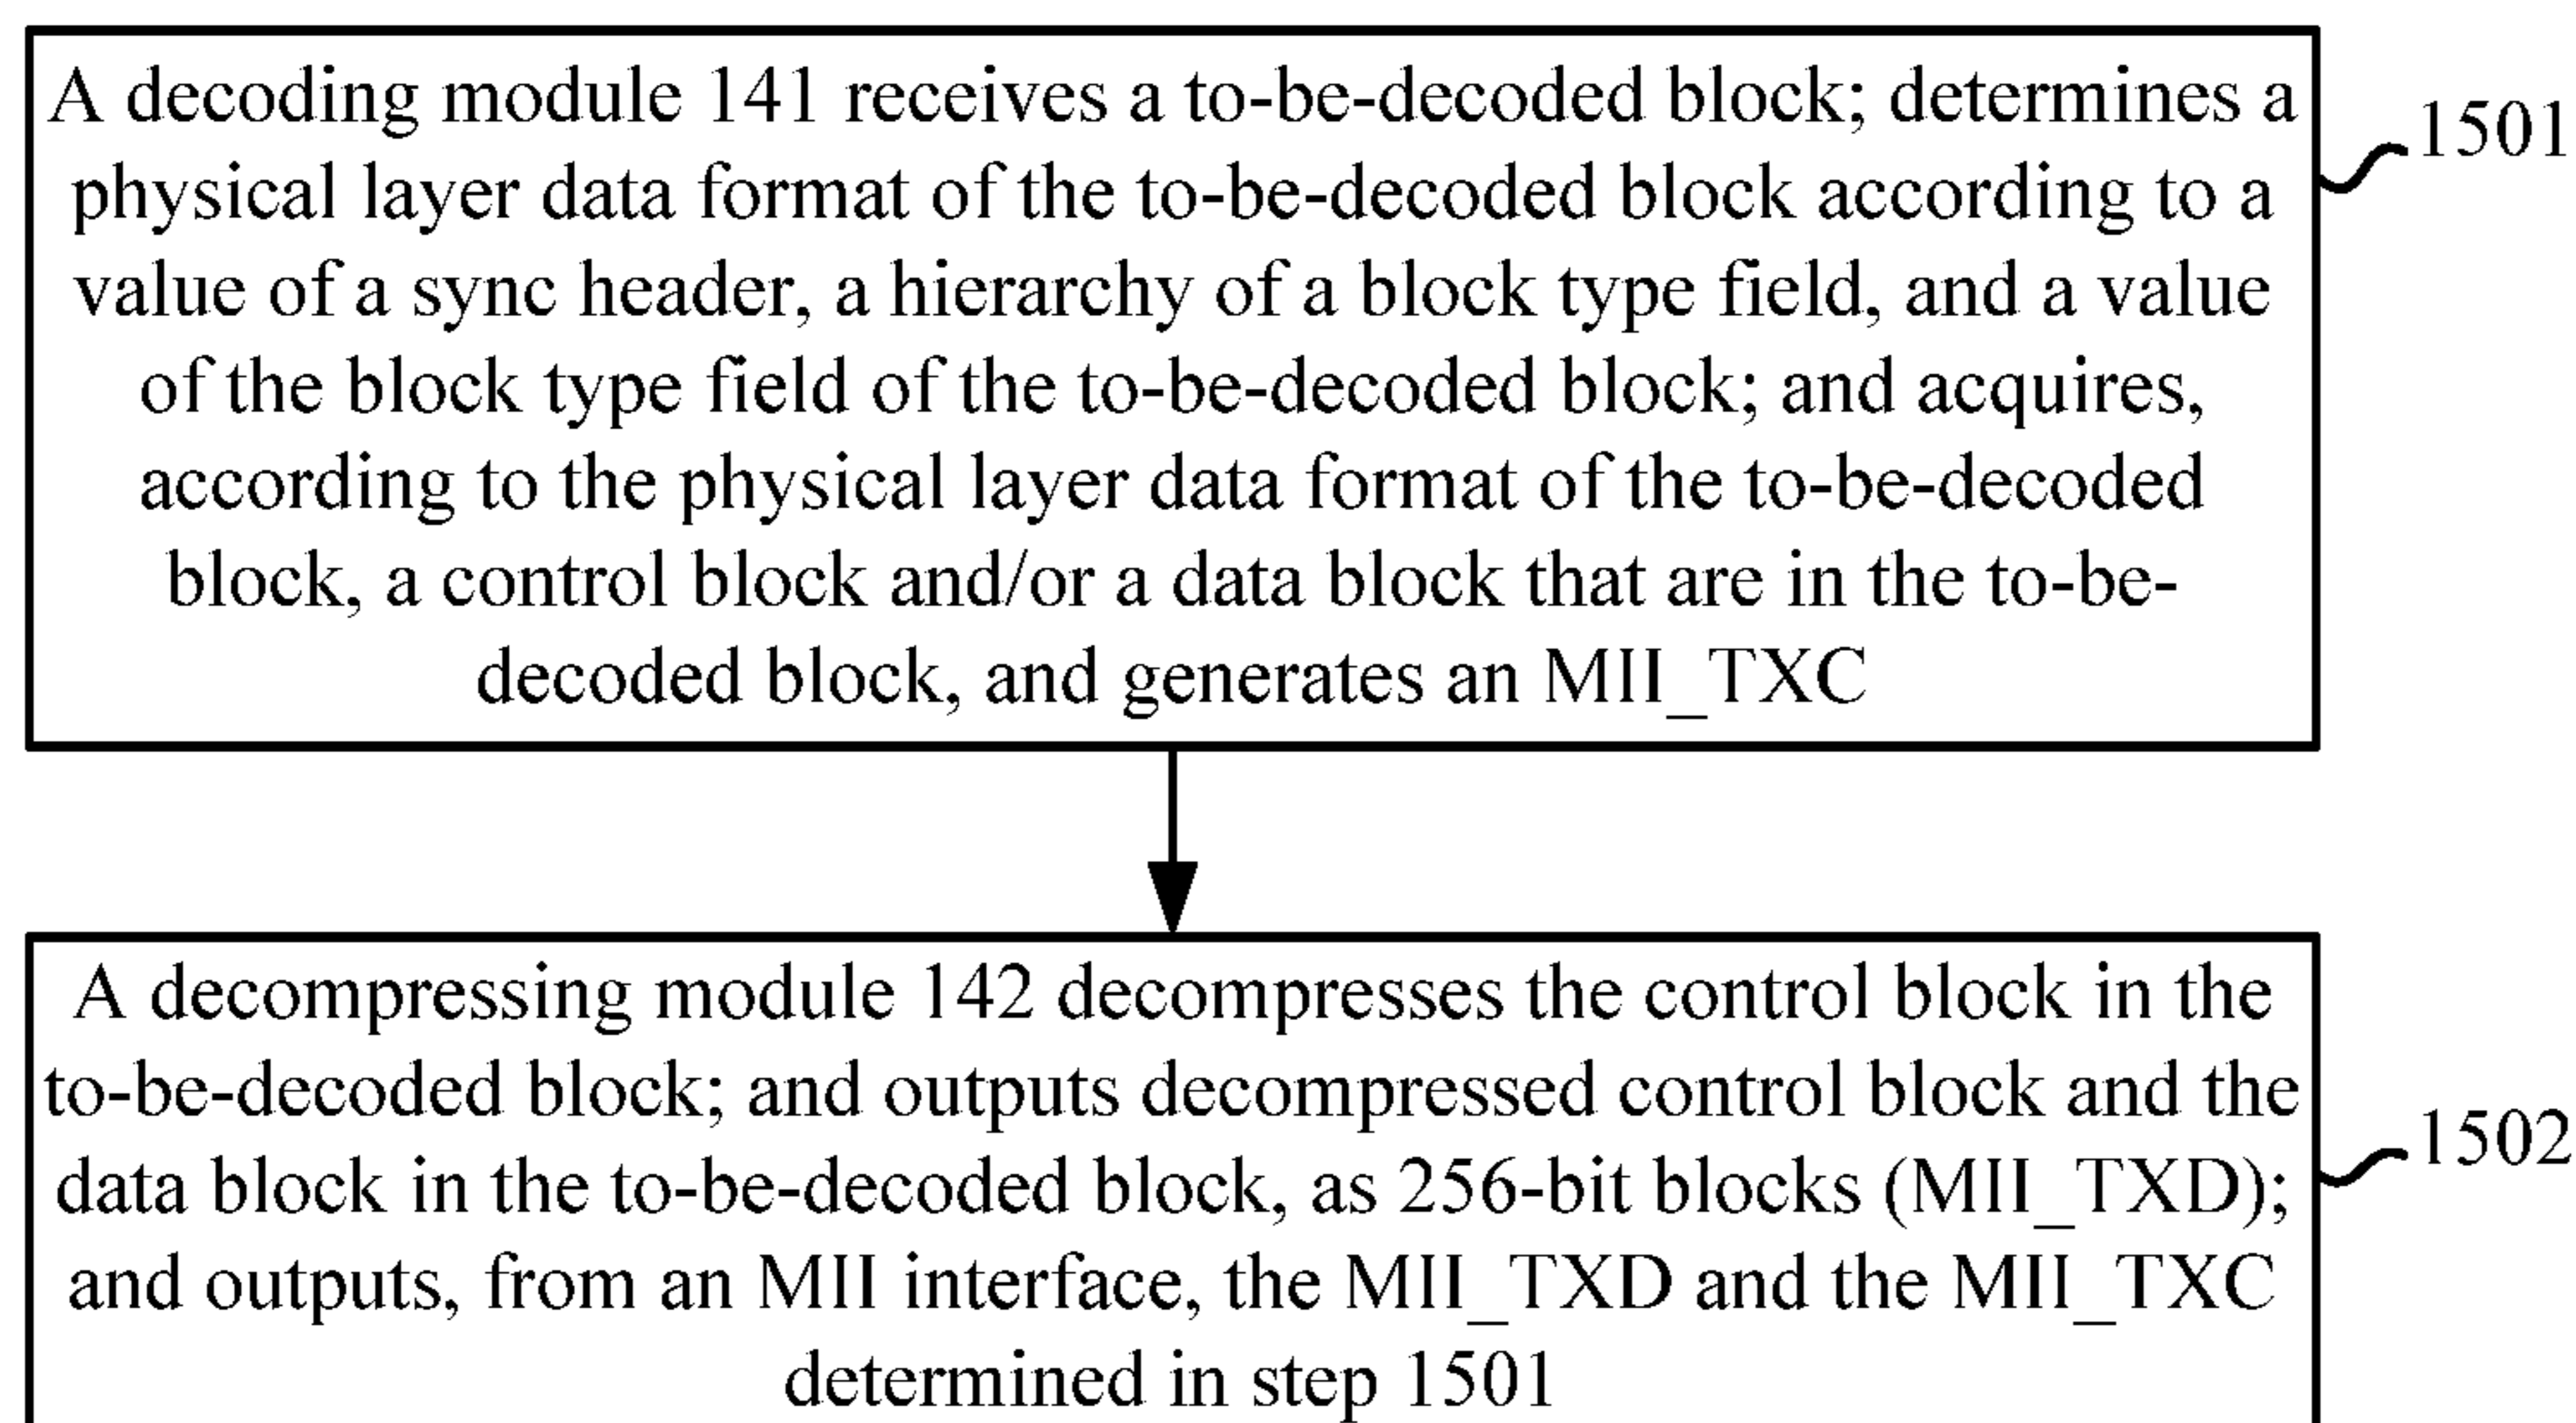 A decoding module 141 receives a to-be-decoded block; determines a
physical layer data format of the to-be-decoded block according to a
value of a sync header, a hierarchy of a block type field, and a value
of the block type field of the to-be-decoded block; and acquires,
according to the physical layer data format of the to-be-decoded
block, a control block and/or a data block that are in the to-be-
decoded block, and generates an MII_TXC
1501
A decompressing module 142 decompresses the control block in the
to-be-decoded block; and outputs decompressed control block and the
data block in the to-be-decoded block, as 256-bit blocks (MII_TXD);
and outputs, from an MII interface, the MII_TXD and the MII_TXC
determined in step 1501
1502